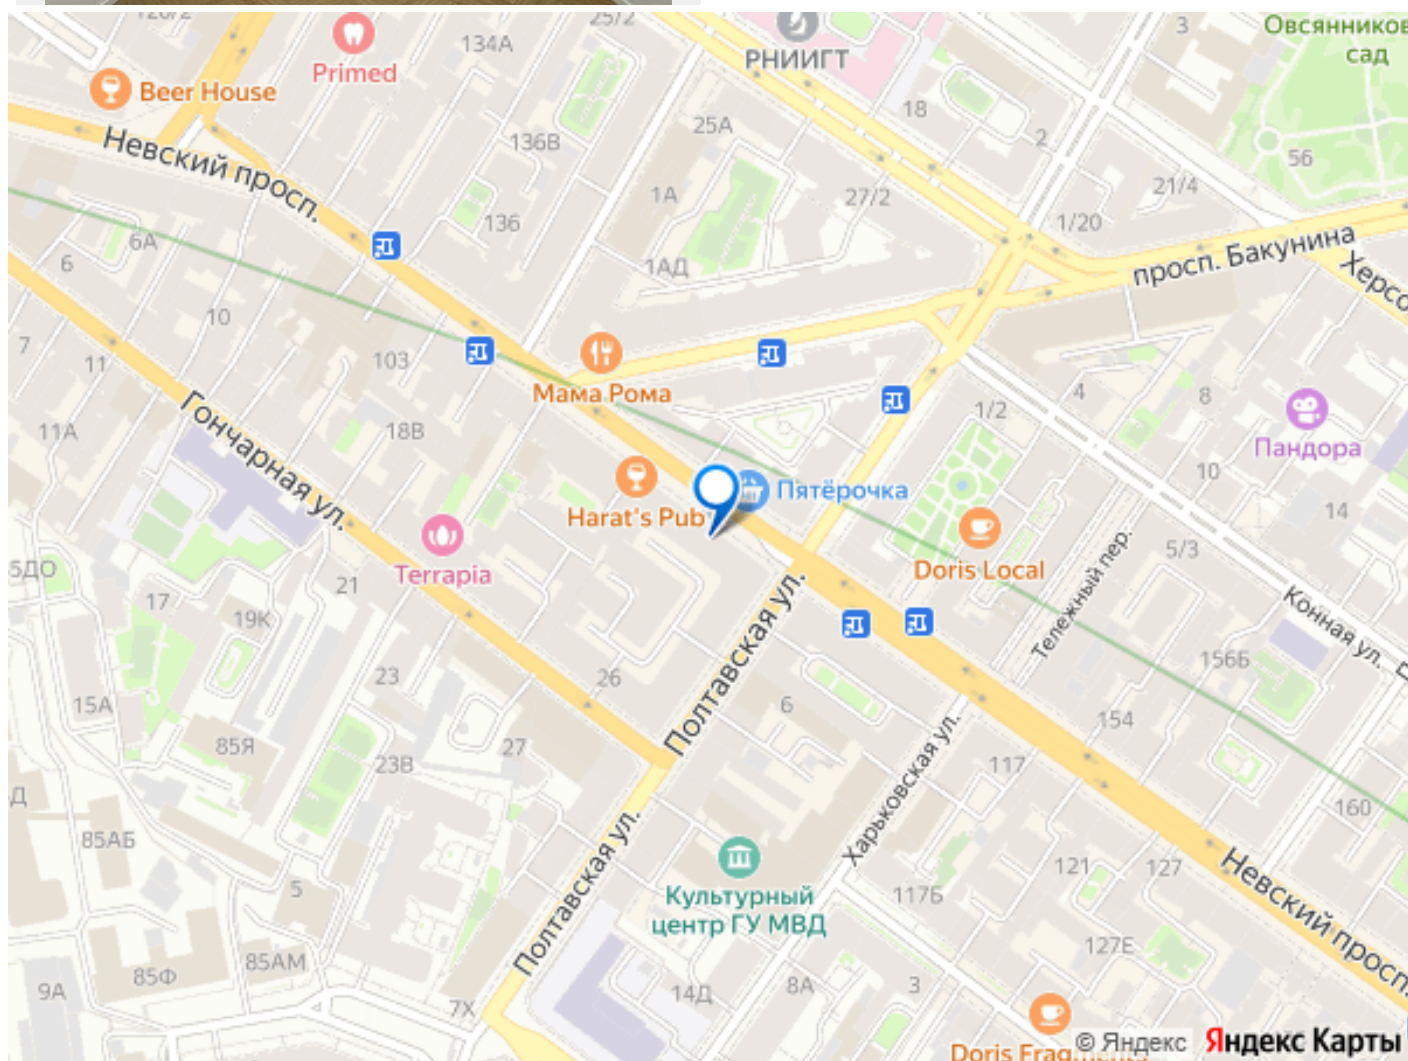 25/2
3
Овсянников
сад
134А
Primed
РНИИГТ
Beer House
18
2
25А
136В
56
Невский просп.
1А
27/2
21/4
136
1/20
6А
просп. Бакунина
Херсо
6
1АД
10
7
11
103
Мама Рома
4
8
1/2
Гончарная ул.
11А
18В
Пандора
10
Пятёрочка
Harat's Pub
14
Doris Local
5/3
Тележный пер.
5ДО
Terrapia
21
17
19К
Конная ул.
Полтавская ул.
156Б
23
26
15А
6
154
85Я
27
23В
117
Харьковская ул.
160
Д
85АБ
Невский просп.
121
127
5
Культурный
центр ГУ МВД
117Б
Полтавская ул.
127Е
85Ф
85АМ
9А
7Х
14Д
8А
3
© Яндекс
Яндекс Карты
Doris